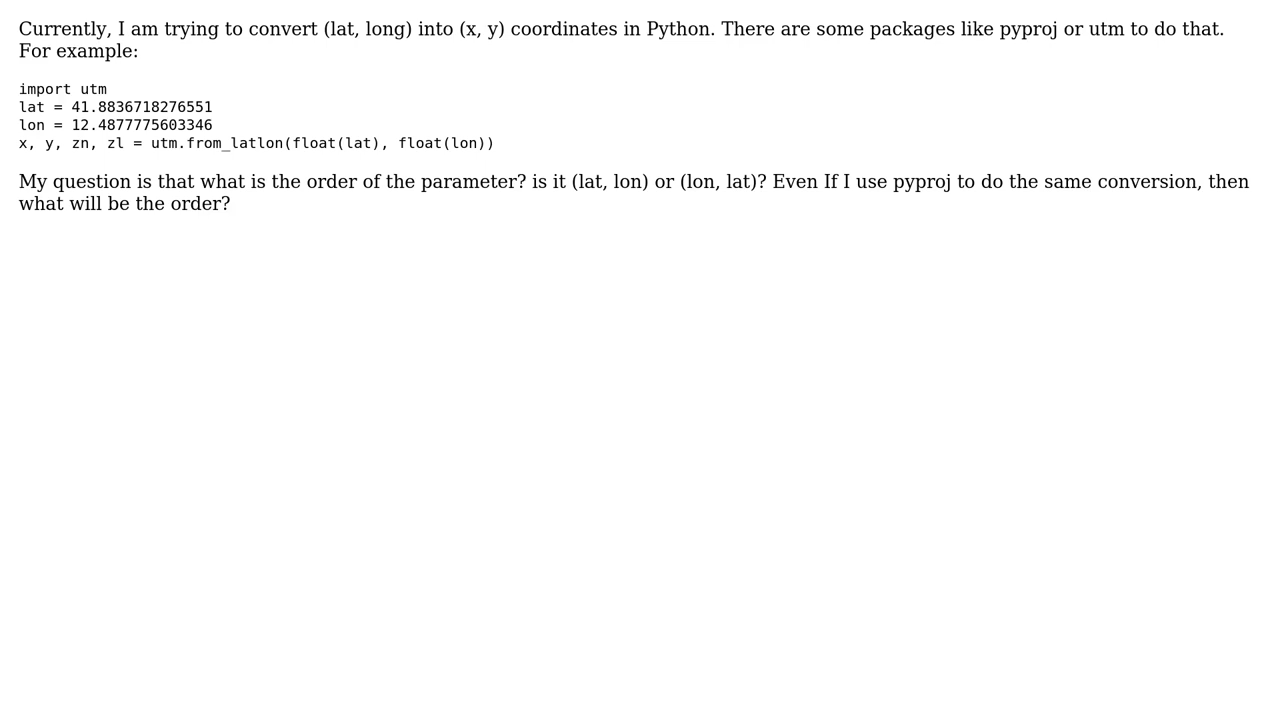 Currently, I am trying to convert (lat, long) into (x, y) coordinates in Python. There are some packages like pyproj or utm to do that.
For example:
import utm
lat = 41.8836718276551
lon = 12.4877775603346
x, y, zn, zl = utm.from_latlon(float(lat), float(lon))
My question is that what is the order of the parameter? is it (lat, lon) or (lon, lat)? Even If I use pyproj to do the same conversion, then
what will be the order?